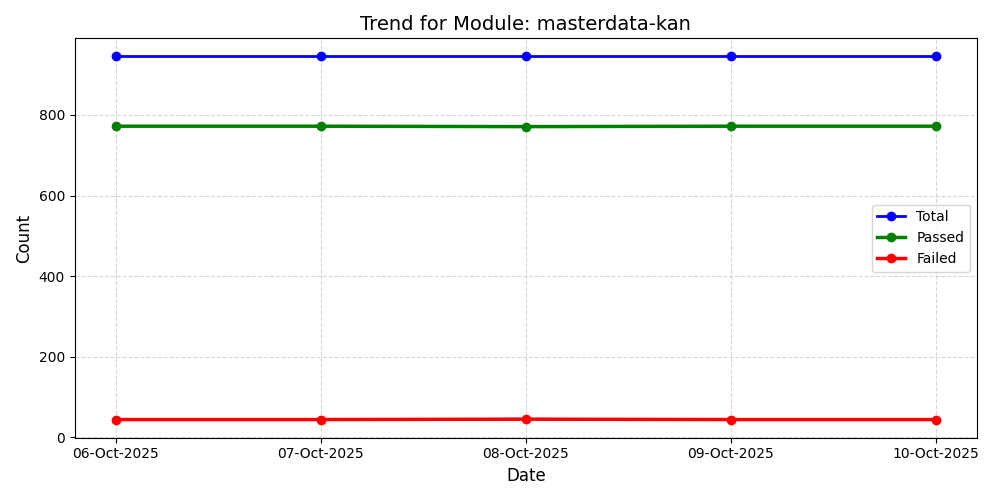 Trend for Module: masterdata-kan
Count
800
600
400
200
0
Total
Passed
Failed
06-Oct-2025
07-Oct-2025
08-Oct-2025
09-Oct-2025
10-Oct-2025
Date